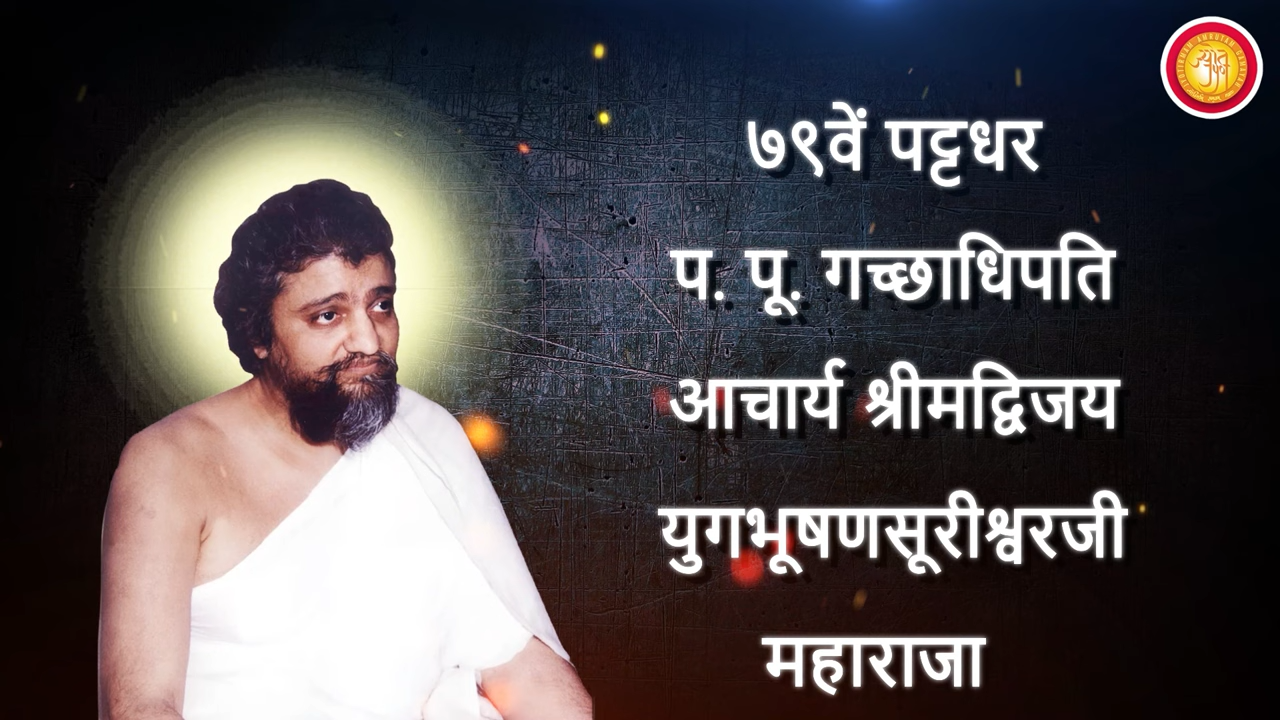 ७९वें पट्टधर
प. पू. गच्छाधिपति
आचार्य श्रीमद्विजय
युगभूषणसूरीश्वरजी
महाराजा